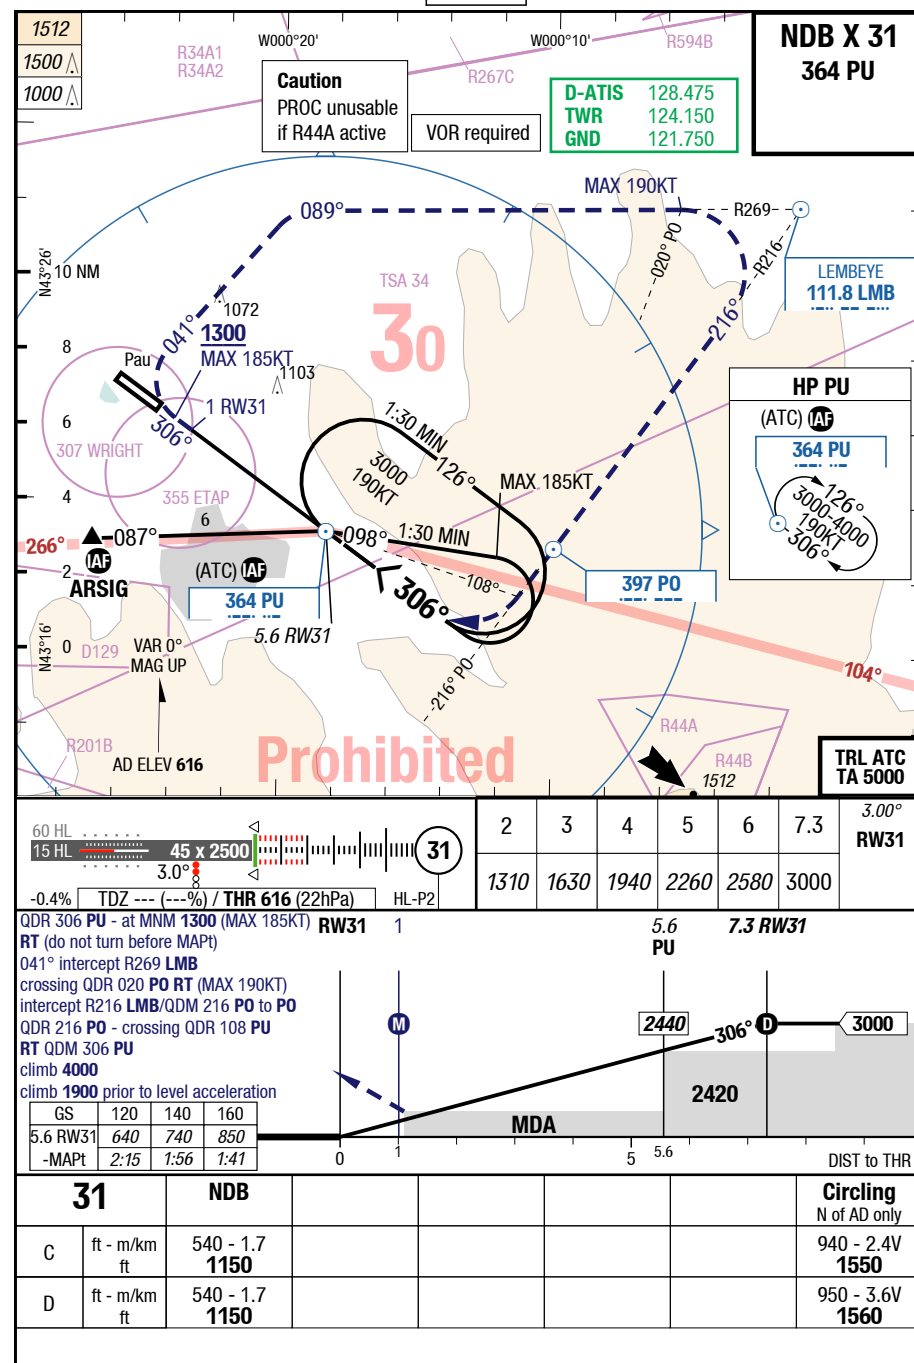 1512
1500
1000
R34A1
R34A2
W000°20'
W000°10'
R594B
R267C
NDB X 31
364 PU
Caution
PROC unusable
if R44A active
VOR required
D-ATIS 128.475
TWR 124.150
GND 121.750
MAX 190KT
089°
R269
020° PO
R216
LEMBEYE
111.8 LMB
N43°26'
10 NM
TSA 34
30
1072
1300
MAX 185KT
041°
216°
8
Pau
1103
1 RW31
HP PU
(ATC) IAF
364 PU
126°
3000-4000
190KT
306°
6
306°
307 WRIGHT
1:30 MIN
126°
3000
190KT
MAX 185KT
4
355 ETAP
6
266°
087°
098°
1:30 MIN
IAF
ARSIG
2
(ATC) IAF
364 PU
108°
306°
397 PO
5.6 RW31
N43°16'
0
D129
VAR 0°
MAG UP
216° PO
104°
R201B
AD ELEV 616
Prohibited
R44A
R44B
1512
TRL ATC
TA 5000
60 HL
15 HL
45 x 2500
31
3.0°
-0.4%
TDZ --- (---%) / THR 616 (22hPa)
HL-P2
2 3 4 5 6 7.3
3.00°
RW31
1310 1630 1940 2260 2580 3000
QDR 306 PU - at MNM 1300 (MAX 185KT)
RT (do not turn before MAPt)
041° intercept R269 LMB
crossing QDR 020 PO RT (MAX 190KT)
intercept R216 LMB/QDM 216 PO to PO
QDR 216 PO - crossing QDR 108 PU
RT QDM 306 PU
climb 4000
climb 1900 prior to level acceleration
RW31
1
5.6
PU
7.3 RW31
M
2440
306°
D
3000
2420
MDA
GS 120 140 160
5.6 RW31 640 740 850
-MAPt 2:15 1:56 1:41
0
1
5
5.6
DIST to THR
31 NDB Circling
N of AD only
C ft - m/km 540 - 1.7 940 - 2.4V
ft 1150 1550
D ft - m/km 540 - 1.7 950 - 3.6V
ft 1150 1560